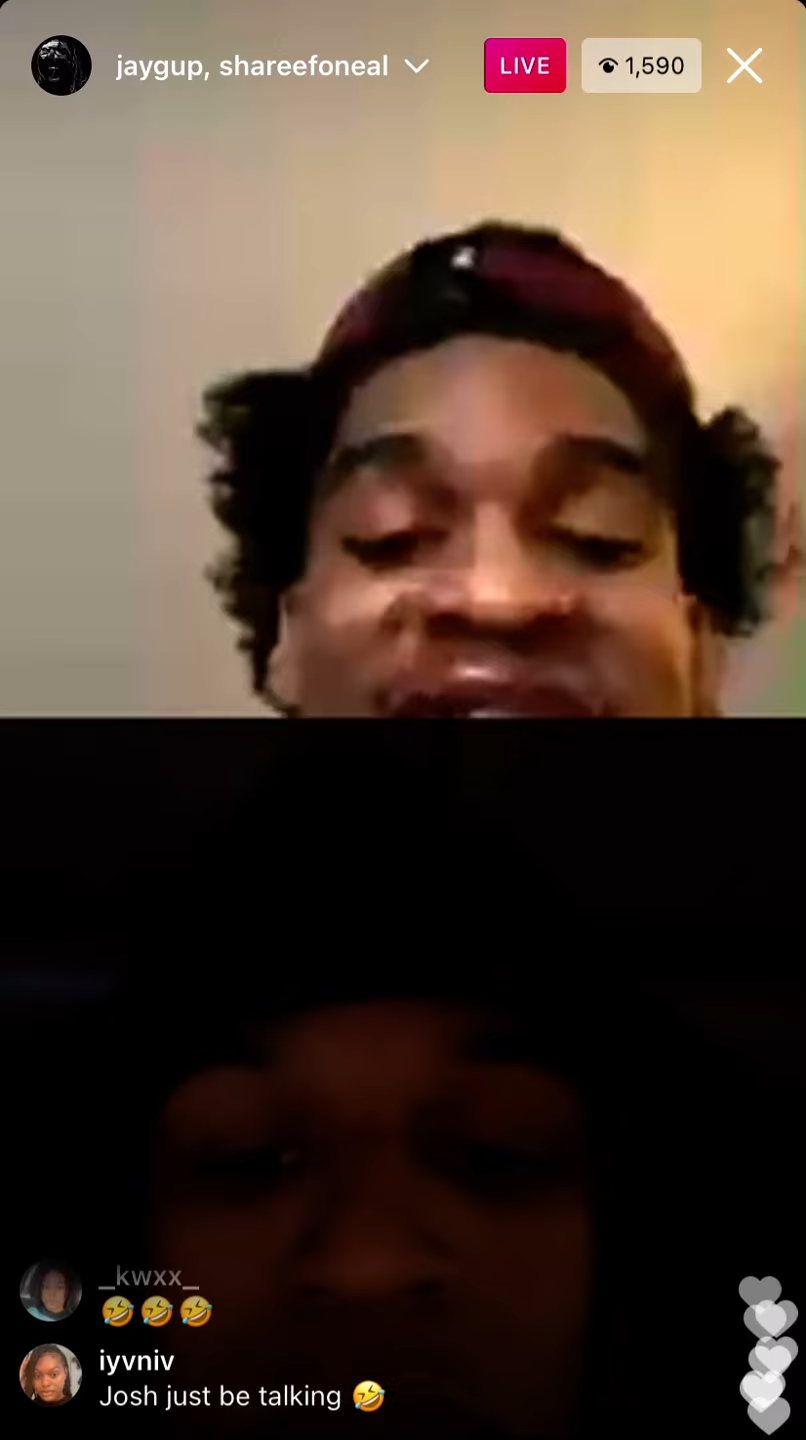 jaygup, shareefoneal
LIVE
1,590
_kwxx_
🤣🤣🤣
iyvniv
Josh just be talking 🤣